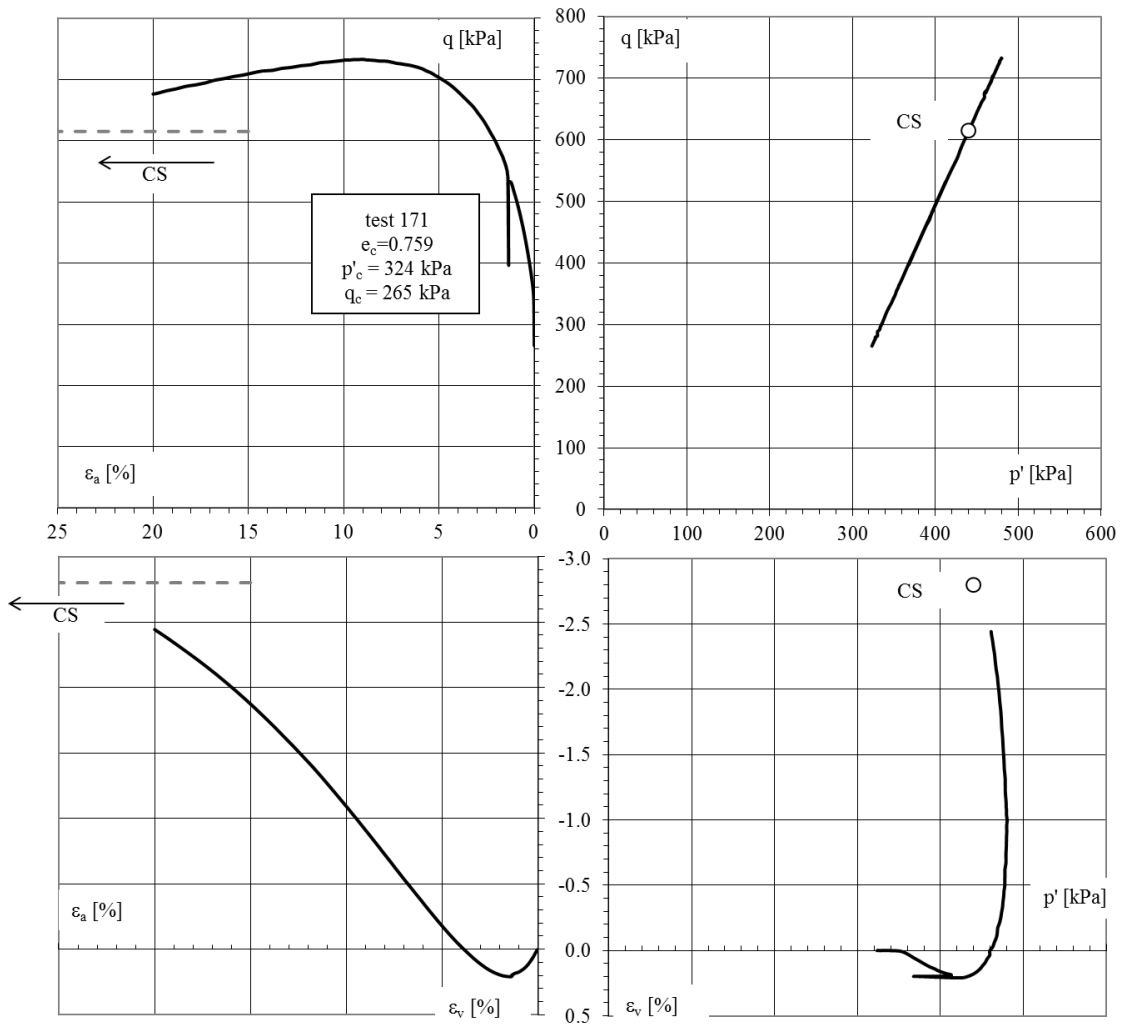 q [kPa]
800
q [kPa]
700
CS
600
CS
500
test 171
e_c=0.759
p'_c = 324 kPa
q_c = 265 kPa
400
300
200
100
ε_a [%]
p' [kPa]
0
25 20 15 10 5 0
0 100 200 300 400 500 600
-3.0
CS
CS
-2.5
-2.0
-1.5
-1.0
-0.5
ε_a [%]
p' [kPa]
0.0
ε_v [%]
0.5
ε_v [%]